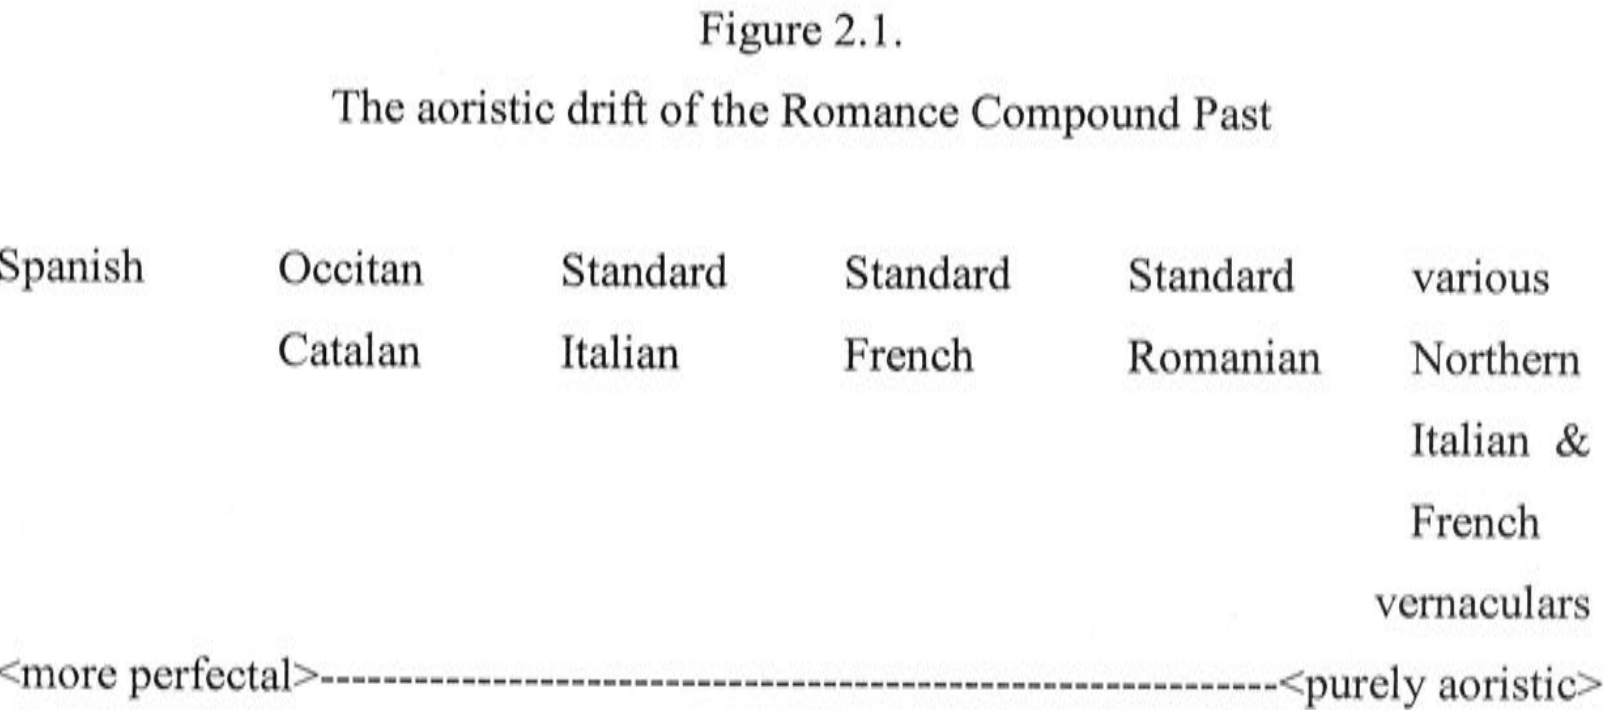 Figure 2.1.
The aoristic drift of the Romance Compound Past
Spanish Occitan Standard Standard Standard various
Catalan Italian French Romanian Northern
Italian &
French
vernaculars
<more perfectal>--------------------------------------------------------------<purely aoristic>